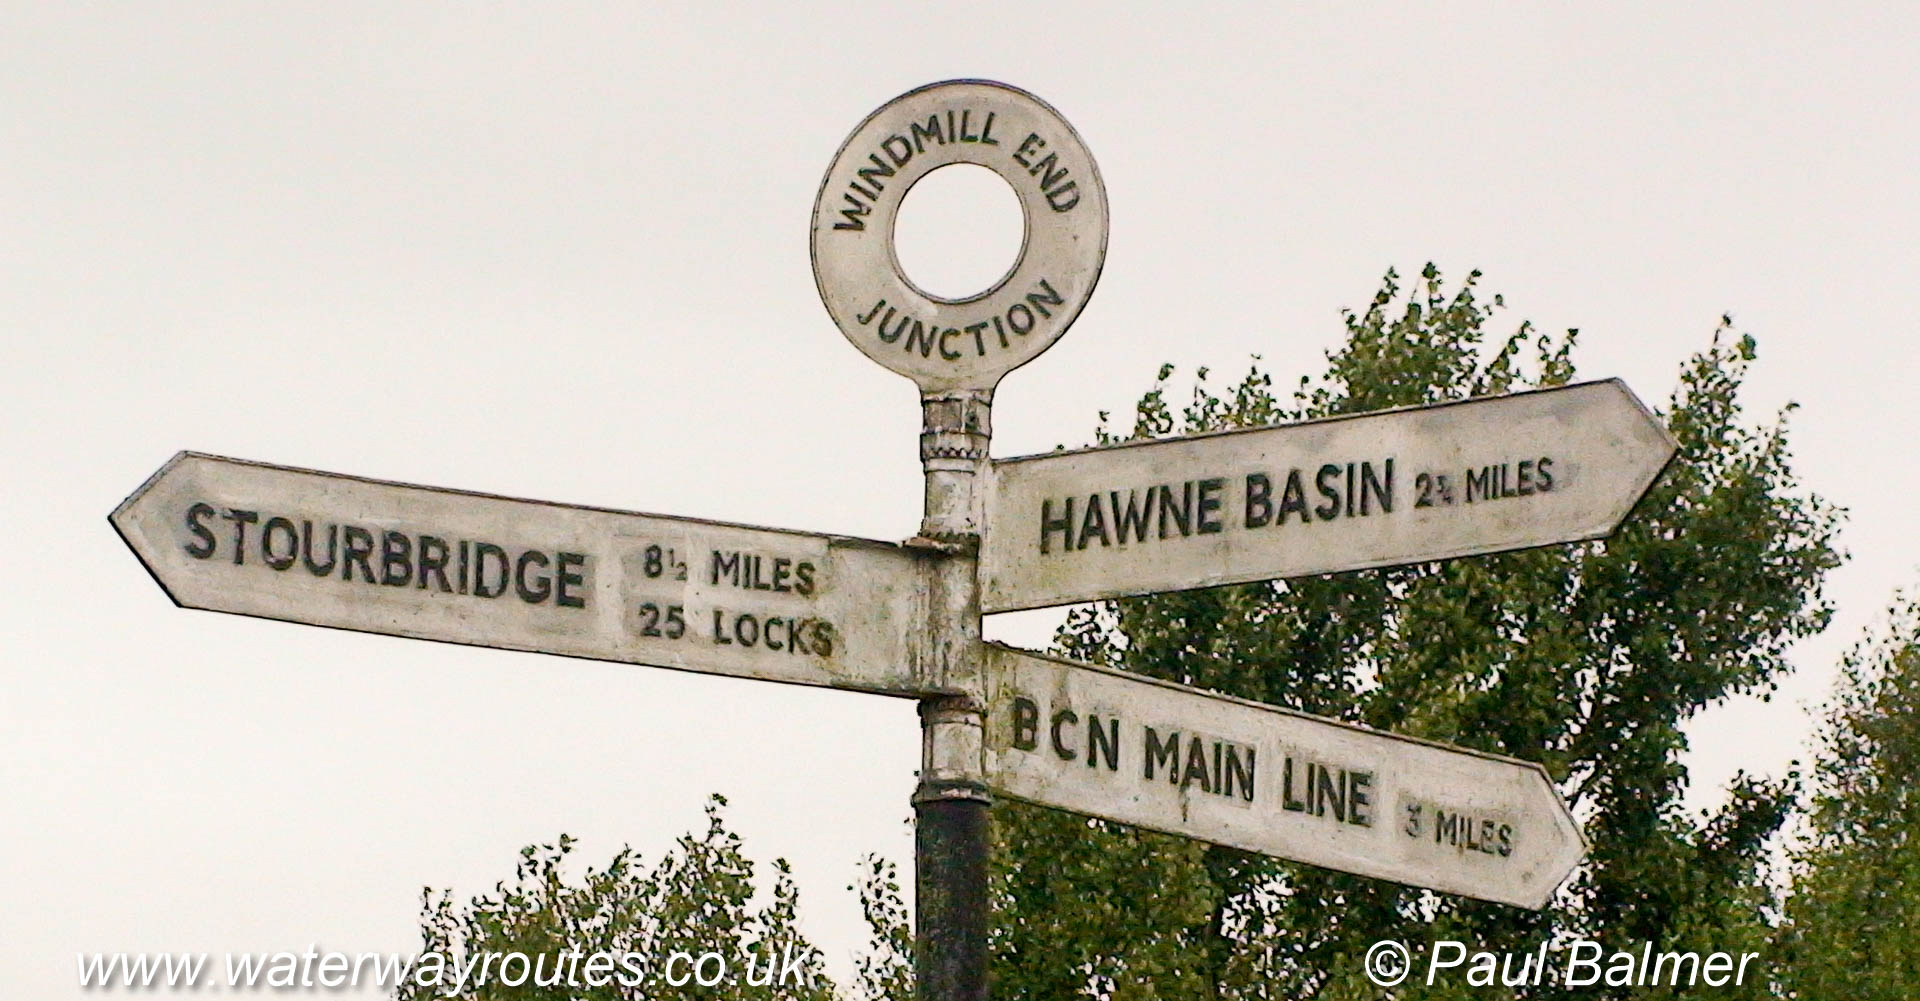 WINDMILL END
JUNCTION
HAWNE BASIN 2¾ MILES
STOURBRIDGE 8½ MILES
25 LOCKS
BCN MAIN LINE 3 MILES
www.waterwayroutes.co.uk
© Paul Balmer